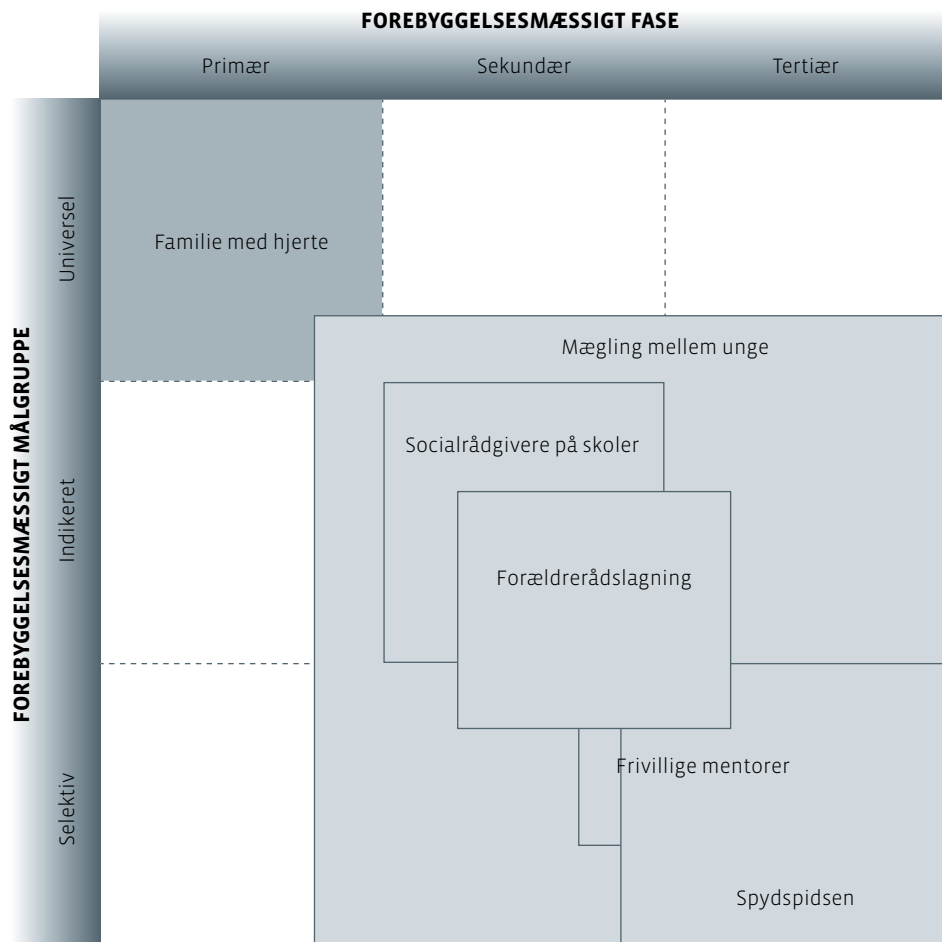 FOREBYGGELSESMÆSSIGT FASE
Primær
Sekundær
Tertiær
FOREBYGGELSESMÆSSIGT MÅLGRUPPE
Universel
Indikeret
Selektiv
Familie med hjerte
Mægling mellem unge
Socialrådgivere på skoler
Forældrerådslagning
Frivillige mentorer
Spydspidsen